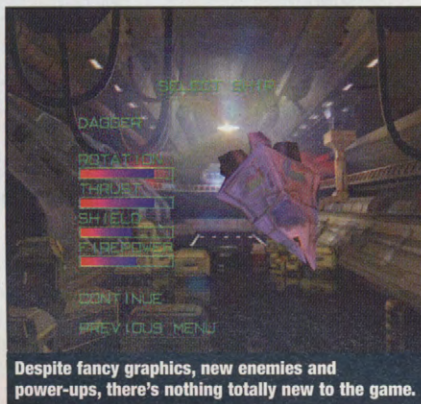 SELECT SHIP
DAGGER
ROTATION
THRUST
SHIELD
FIREPOWER
CONTINUE
PREVIOUS MENU
Despite fancy graphics, new enemies and
power-ups, there's nothing totally new to the game.